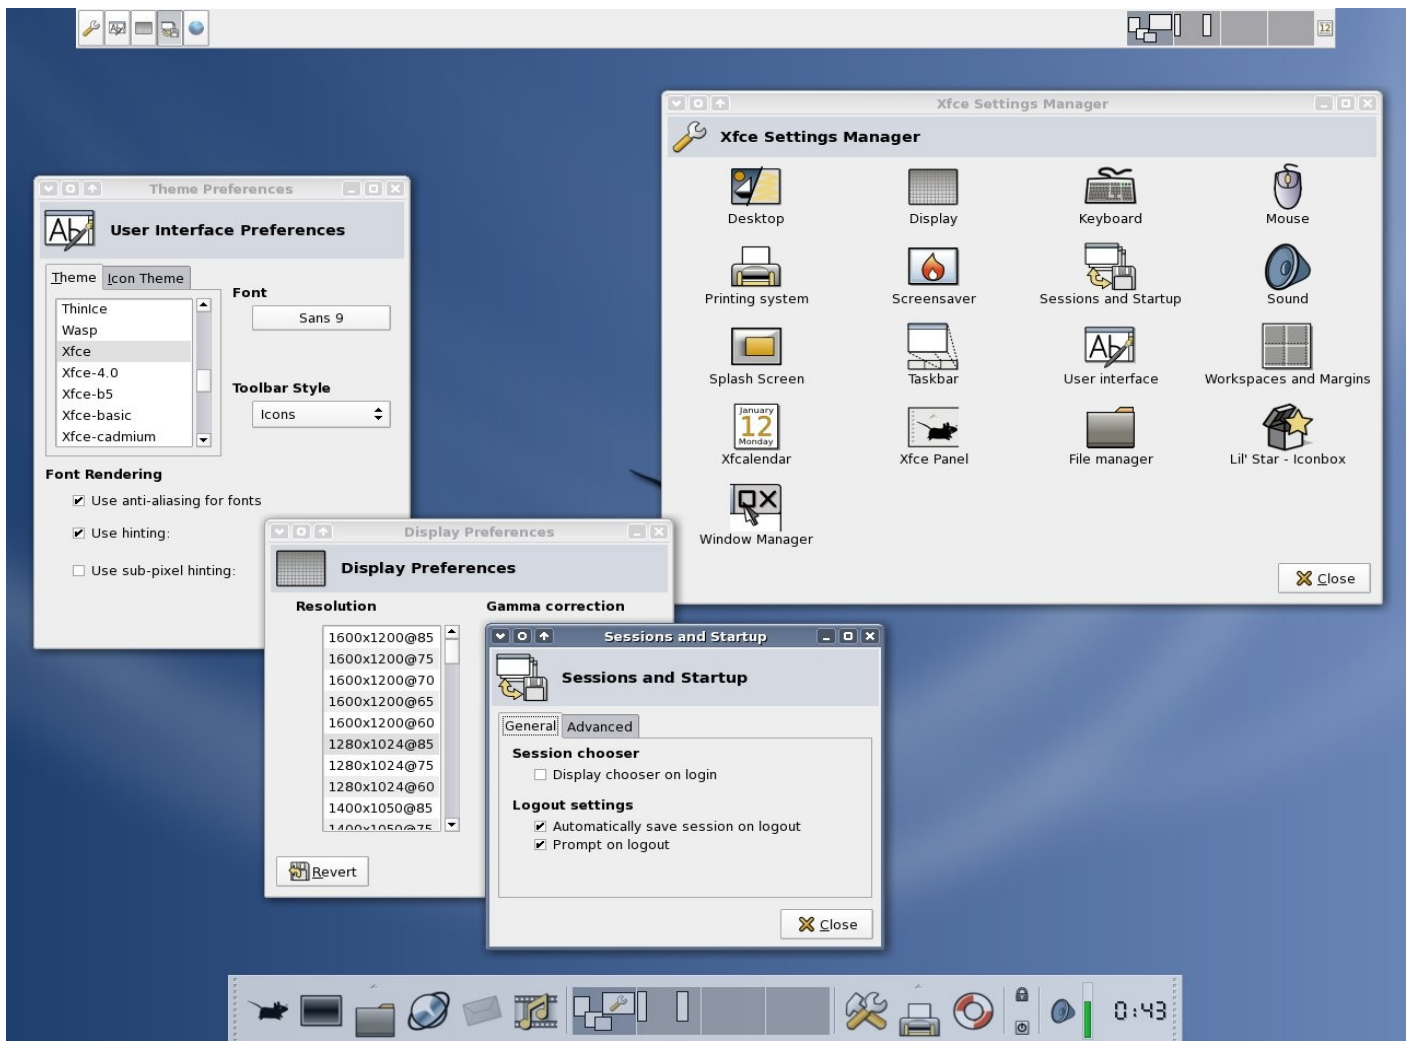 12
Xfce Settings Manager
Xfce Settings Manager
Desktop
Display
Keyboard
Mouse
Printing system
Screensaver
Sessions and Startup
Sound
Splash Screen
Taskbar
User interface
Workspaces and Margins
January
12
Monday
Xfcalendar
Xfce Panel
File manager
Lil' Star - Iconbox
Window Manager
Close
Theme Preferences
User Interface Preferences
Theme
Icon Theme
ThinIce
Wasp
Xfce
Xfce-4.0
Xfce-b5
Xfce-basic
Xfce-cadmium
Font
Sans 9
Toolbar Style
Icons
Font Rendering
Use anti-aliasing for fonts
Use hinting:
Use sub-pixel hinting:
Display Preferences
Display Preferences
Resolution
Gamma correction
1600x1200@85
1600x1200@75
1600x1200@70
1600x1200@65
1600x1200@60
1280x1024@85
1280x1024@75
1280x1024@60
1400x1050@85
1400x1050@75
Revert
Sessions and Startup
Sessions and Startup
General
Advanced
Session chooser
Display chooser on login
Logout settings
Automatically save session on logout
Prompt on logout
Close
0:43